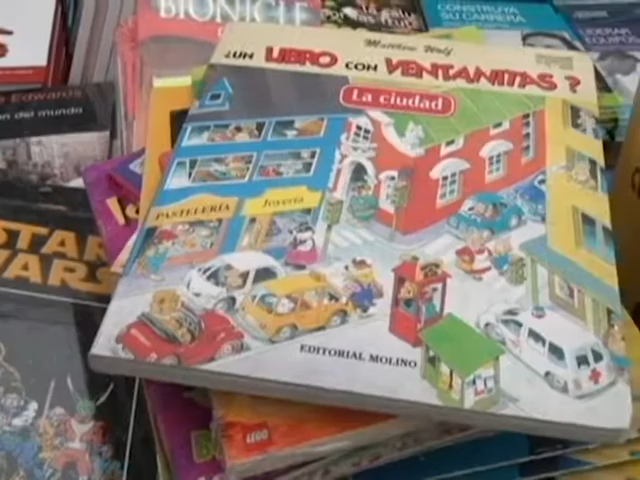 BIONICLE
CONSTRUYA
SU CARRERA
Matthew Wolf
¿UN LIBRO CON VENTANITAS?
La ciudad
Edwards
n del mundo
PASTELERÍA
Joyería
STAR
WARS
EDITORIAL MOLINO
LEGO